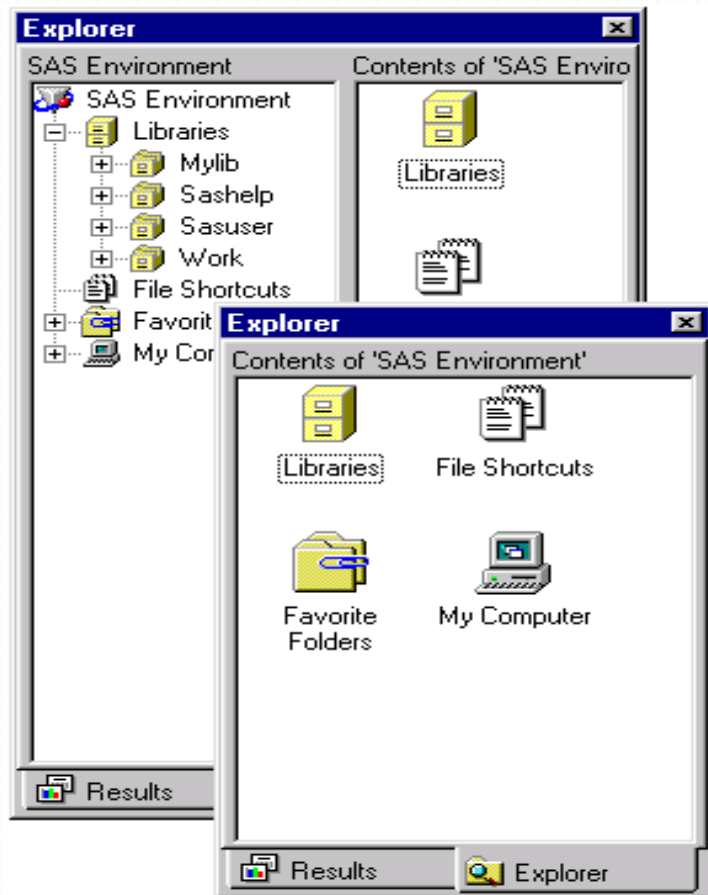 Explorer
SAS Environment
Contents of 'SAS Enviro
SAS Environment
Libraries
Mylib
Sashelp
Sasuser
Work
File Shortcuts
Favorit
My Cor
Libraries
Results
Explorer
Contents of 'SAS Environment'
Libraries
File Shortcuts
Favorite
Folders
My Computer
Results
Explorer